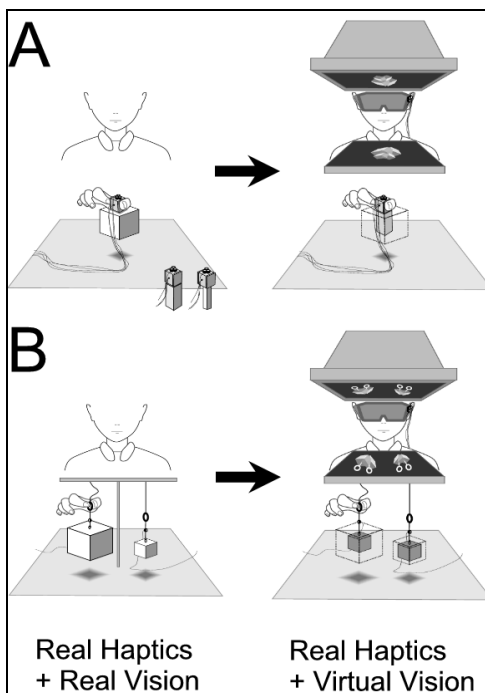 A
B
Real Haptics
+ Real Vision
Real Haptics
+ Virtual Vision